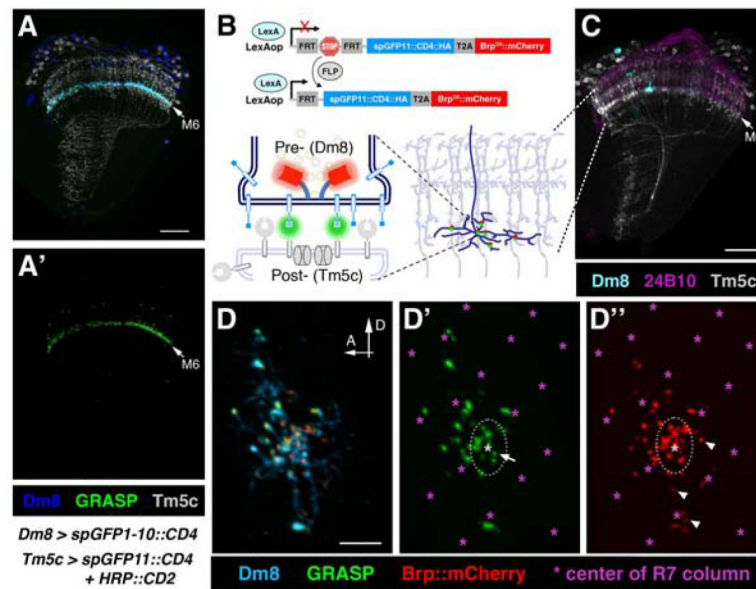 A
M6
B
LexA
LexAop
FRT
STOP
FRT
spGFP11::CD4::HA
T2A
Brp::mCherry
FLP
LexA
LexAop
FRT
spGFP11::CD4::HA
T2A
Brp::mCherry
Pre- (Dm8)
Post- (Tm5c)
C
M
Dm8 24B10 Tm5c
A'
M6
Dm8 GRASP Tm5c
Dm8 > spGFP1-10::CD4
Tm5c > spGFP11::CD4
+ HRP::CD2
D
D
A
D'
D''
Dm8 GRASP Brp::mCherry * center of R7 column